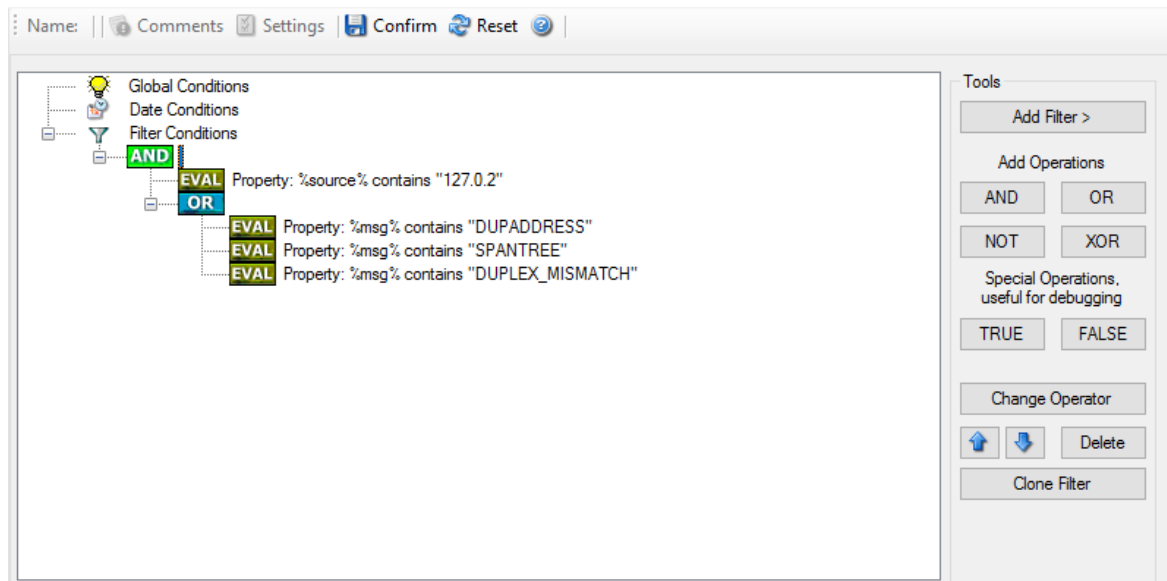 Name: Comments Settings Confirm Reset
Global Conditions
Date Conditions
Filter Conditions
AND
EVAL Property: %source% contains "127.0.2"
OR
EVAL Property: %msg% contains "DUPADDRESS"
EVAL Property: %msg% contains "SPANTREE"
EVAL Property: %msg% contains "DUPLEX_MISMATCH"
Tools
Add Filter >
Add Operations
AND OR
NOT XOR
Special Operations,
useful for debugging
TRUE FALSE
Change Operator
Delete
Clone Filter